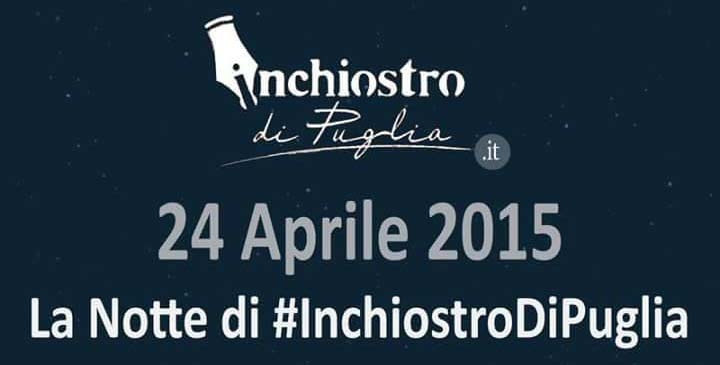 inchiostro
di Puglia
.it
24 Aprile 2015
La Notte di #InchiostroDiPuglia